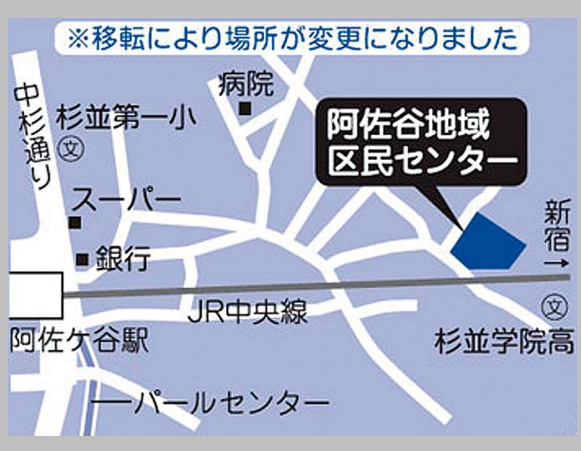 ※移転により場所が変更になりました
病院
中杉通り
杉並第一小
文
阿佐谷地域
区民センター
スーパー
新宿
→
銀行
JR中央線
文
阿佐ケ谷駅
杉並学院高
パールセンター